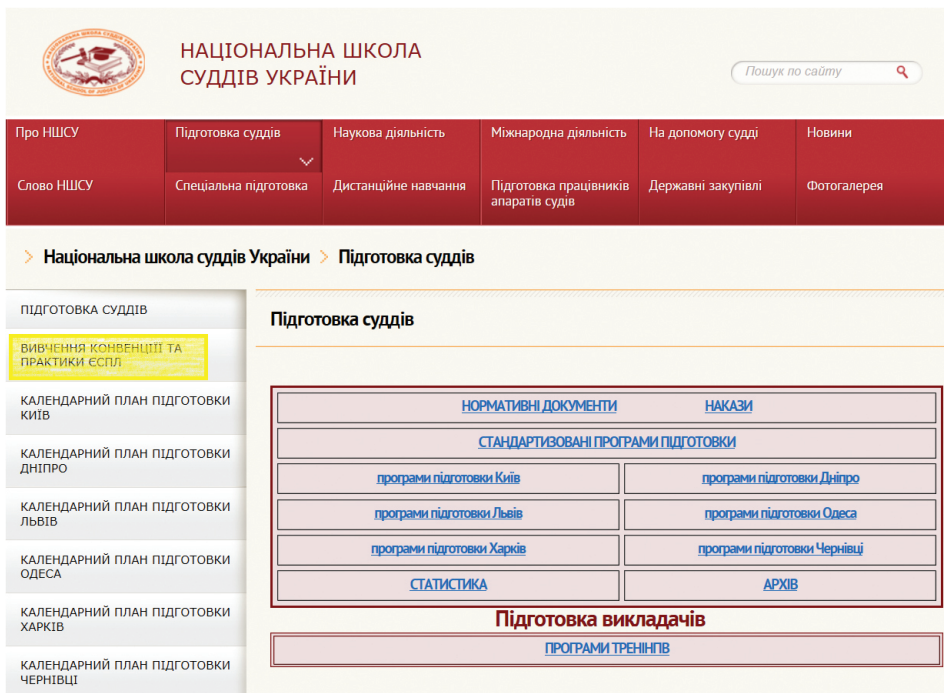 НАЦІОНАЛЬНА ШКОЛА
СУДДІВ УКРАЇНИ
Пошук по сайту
Про НШСУ
Підготовка суддів
Наукова діяльність
Міжнародна діяльність
На допомогу судді
Новини
Слово НШСУ
Спеціальна підготовка
Дистанційне навчання
Підготовка працівників
апаратів судів
Державні закупівлі
Фотогалерея
Національна школа суддів України > Підготовка суддів
ПІДГОТОВКА СУДДІВ
ВИВЧЕННЯ КОНВЕНЦІІІ ТА
ПРАКТИКИ ЄСПЛ
КАЛЕНДАРНИЙ ПЛАН ПІДГОТОВКИ
КИЇВ
КАЛЕНДАРНИЙ ПЛАН ПІДГОТОВКИ
ДНІПРО
КАЛЕНДАРНИЙ ПЛАН ПІДГОТОВКИ
ЛЬВІВ
КАЛЕНДАРНИЙ ПЛАН ПІДГОТОВКИ
ОДЕСА
КАЛЕНДАРНИЙ ПЛАН ПІДГОТОВКИ
ХАРКІВ
КАЛЕНДАРНИЙ ПЛАН ПІДГОТОВКИ
ЧЕРНІВЦІ
Підготовка суддів
НОРМАТИВНІ ДОКУМЕНТИ НАКАЗИ
СТАНДАРТИЗОВАНІ ПРОГРАМИ ПІДГОТОВКИ
програми підготовки Київ
програми підготовки Дніпро
програми підготовки Львів
програми підготовки Одеса
програми підготовки Харків
програми підготовки Чернівці
СТАТИСТИКА
АРХІВ
Підготовка викладачів
ПРОГРАМИ ТРЕНІНГІВ